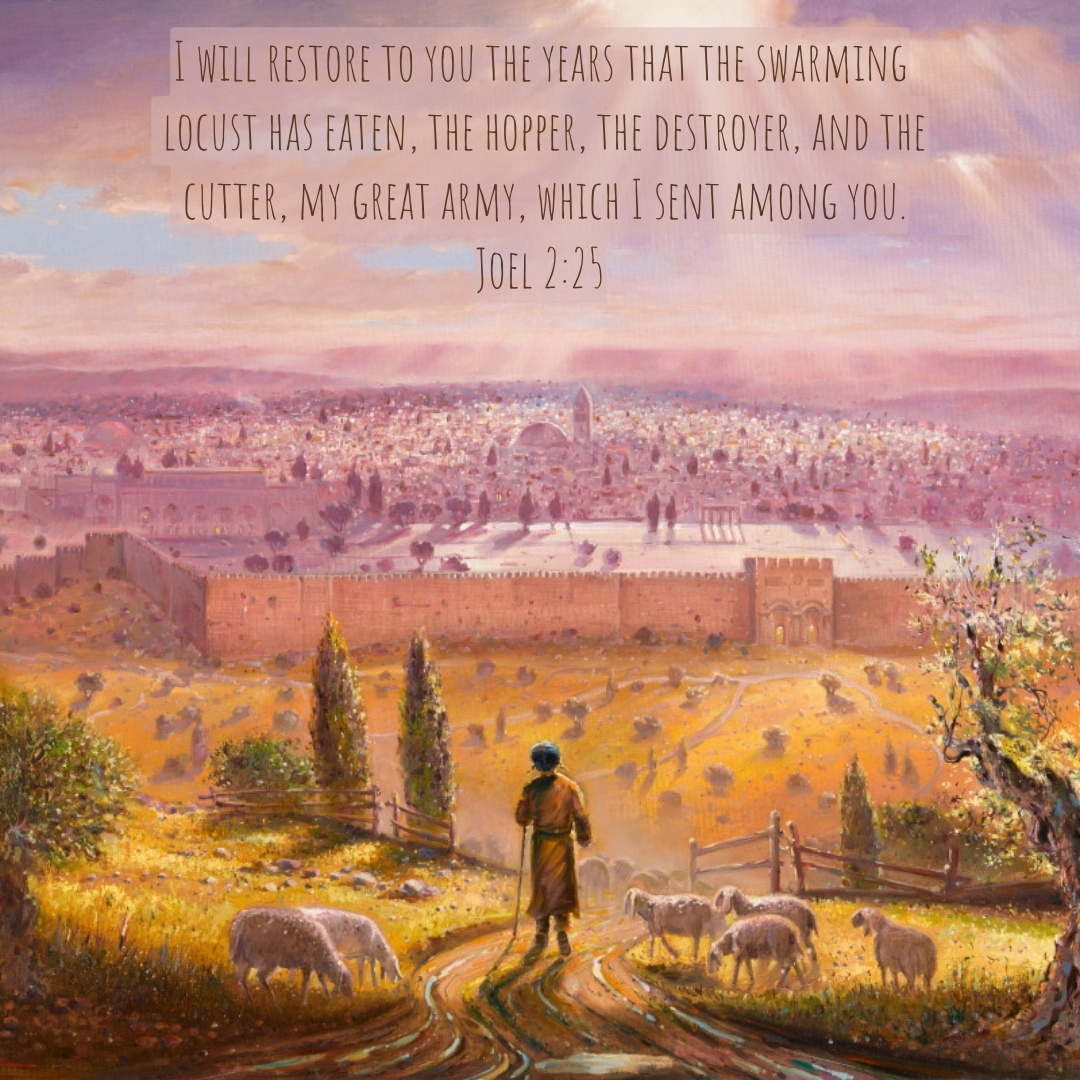 I WILL RESTORE TO YOU THE YEARS THAT THE SWARMING
LOCUST HAS EATEN, THE HOPPER, THE DESTROYER, AND THE
CUTTER, MY GREAT ARMY, WHICH I SENT AMONG YOU.
JOEL 2:25